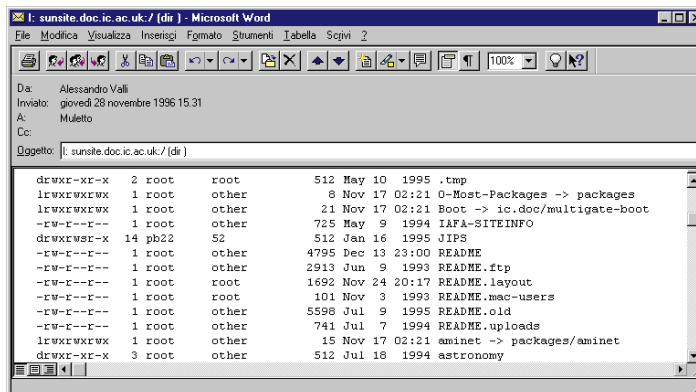 I: sunsite.doc.ic.ac.uk:/ (dir ) - Microsoft Word
File Modifica Visualizza Inserisci Formato Strumenti Tabella Scrivi ?
100%
Da: Alessandro Valli
Inviato: giovedì 28 novembre 1996 15.31
A: Muletto
Cc:
Oggetto: I: sunsite.doc.ic.ac.uk:/ (dir )
drwxr-xr-x 2 root root 512 May 10 1995 .tmp
lrwxrwxrwx 1 root other 8 Nov 17 02:21 0-Most-Packages -> packages
lrwxrwxrwx 1 root other 21 Nov 17 02:21 Boot -> ic.doc/multigate-boot
-rw-r--r-- 1 root other 725 May 9 1994 IAFA-SITEINFO
drwxrwsr-x 14 pb22 52 512 Jan 16 1995 JIPS
-rw-r--r-- 1 root other 4795 Dec 13 23:00 README
-rw-r--r-- 1 root other 2913 Jun 9 1993 README.ftp
-rw-r--r-- 1 root root 1692 Nov 24 20:17 README.layout
-rw-r--r-- 1 root root 101 Nov 3 1993 README.mac-users
-rw-r--r-- 1 root other 5598 Jul 9 1995 README.old
-rw-r--r-- 1 root other 741 Jul 7 1994 README.uploads
lrwxrwxrwx 1 root other 15 Nov 17 02:21 aminet -> packages/aminet
drwxr-xr-x 3 root other 512 Jul 18 1994 astronomy